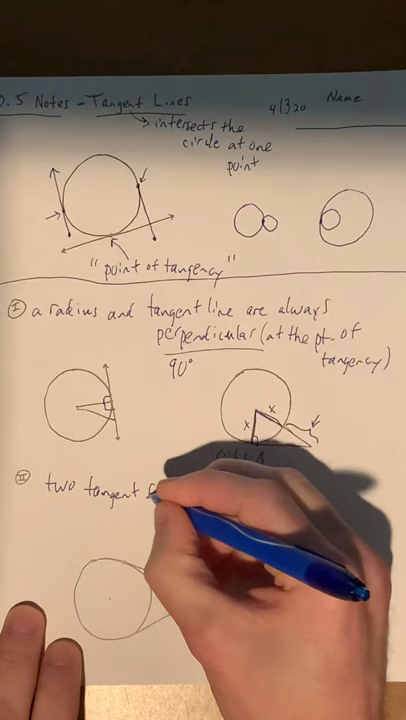 .5 Notes - Tangent Lines
4/3 20
Name
intersects the
circle at one
point
"point of tangency"
I a radius and tangent line are always
perpendicular (at the pt. of
tangency)
90°
x x
II two tangent